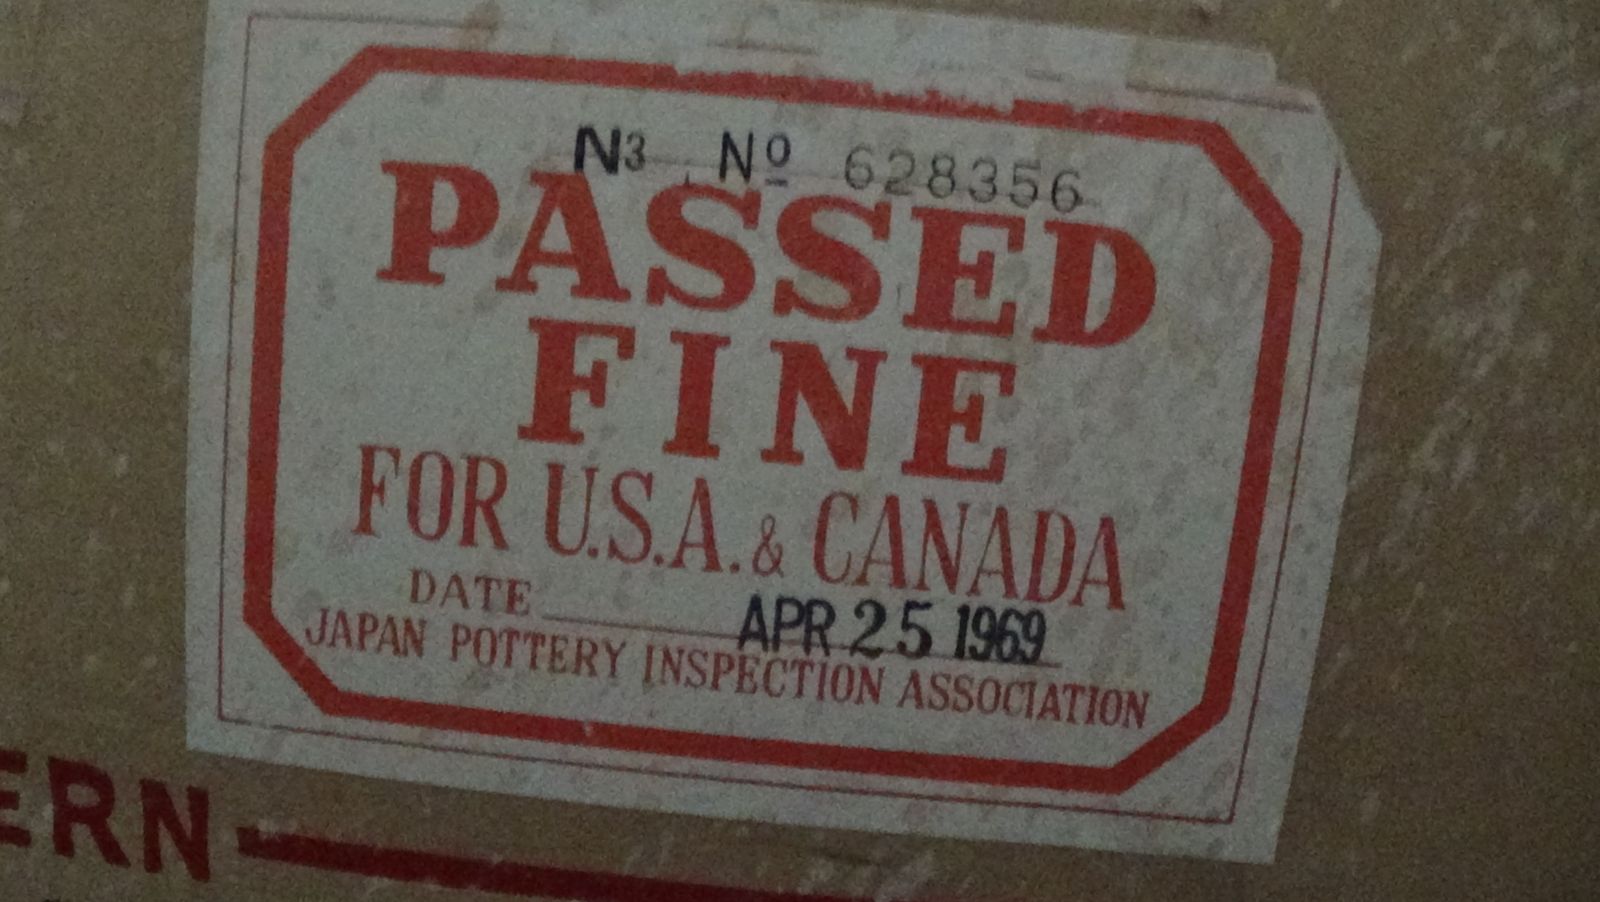 N3 Nº 628356
PASSED
FINE
FOR U.S.A. & CANADA
DATE APR 25 1969
JAPAN POTTERY INSPECTION ASSOCIATION
ERN